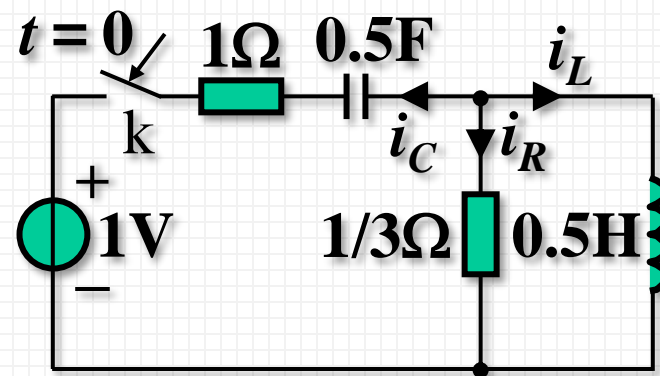 t = 0 1Ω 0.5F i_L
k i_C i_R
+
1V 1/3Ω 0.5H
−